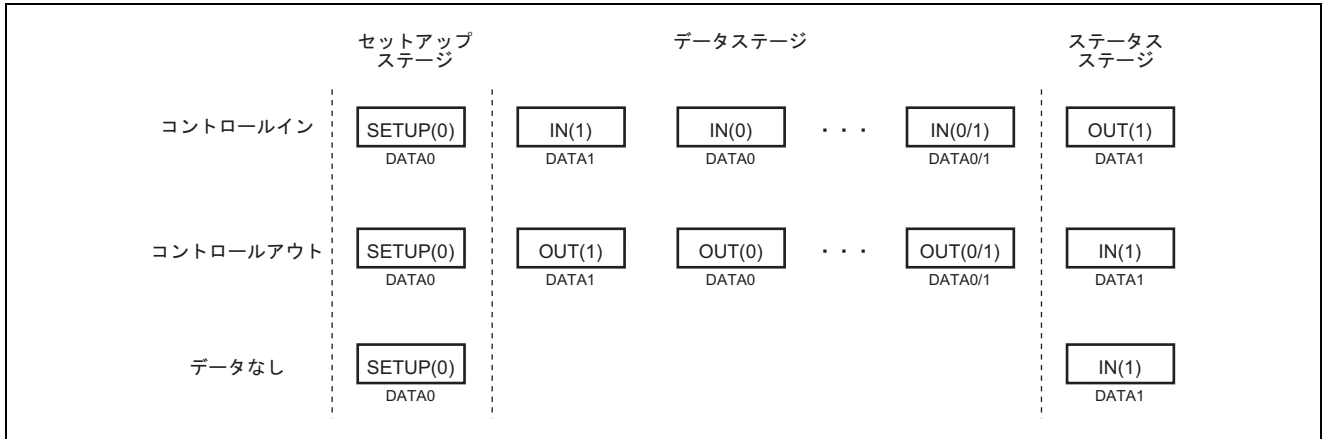 セットアップ
ステージ
データステージ
ステータス
ステージ
コントロールイン
SETUP(0)
IN(1)
IN(0)
・・・
IN(0/1)
OUT(1)
DATA0
DATA1
DATA0
DATA0/1
DATA1
コントロールアウト
SETUP(0)
OUT(1)
OUT(0)
・・・
OUT(0/1)
IN(1)
DATA0
DATA1
DATA0
DATA0/1
DATA1
データなし
SETUP(0)
IN(1)
DATA0
DATA1